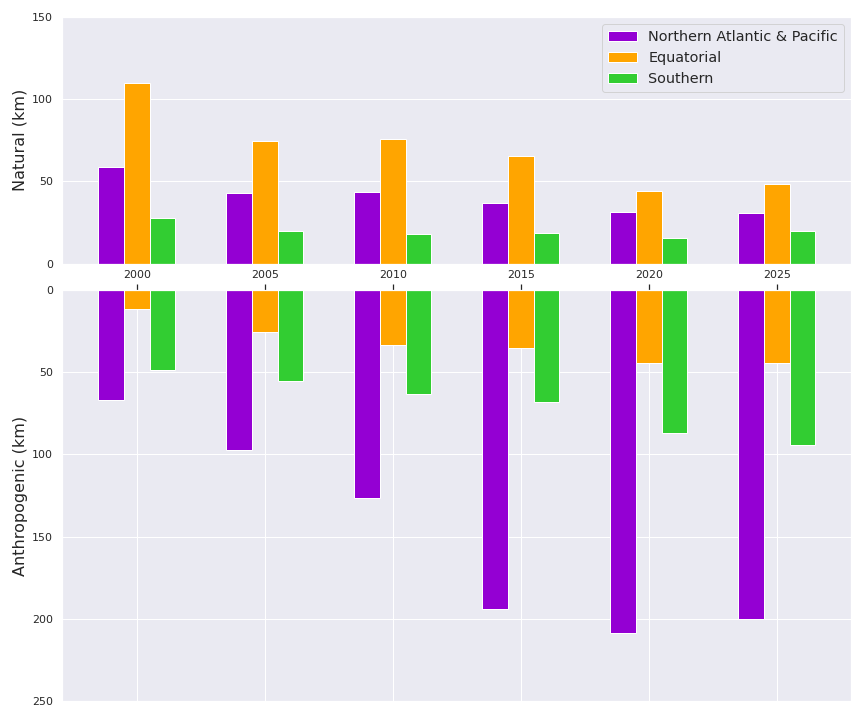 150
100
50
0
Natural (km)
Northern Atlantic & Pacific
Equatorial
Southern
2000 2005 2010 2015 2020 2025
0
50
100
150
200
250
Anthropogenic (km)